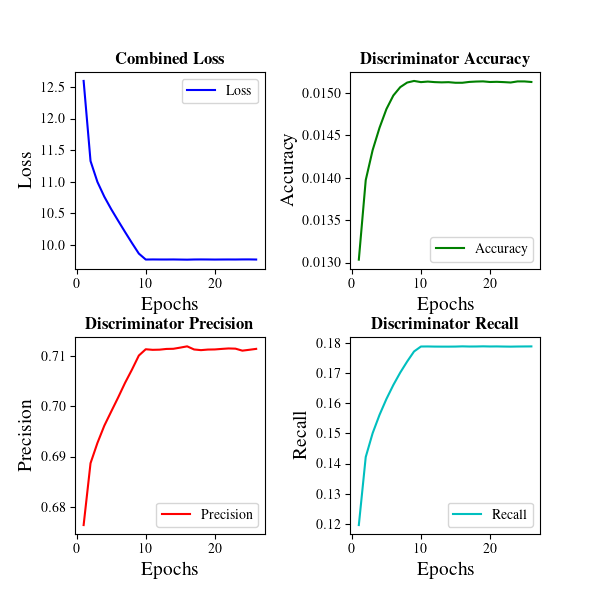 Combined Loss
12.5
12.0
11.5
11.0
10.5
10.0
Loss
Loss
0
10
20
Epochs
Discriminator Accuracy
0.0150
0.0145
0.0140
0.0135
0.0130
Accuracy
Accuracy
0
10
20
Epochs
Discriminator Precision
0.71
0.70
0.69
0.68
Precision
Precision
0
10
20
Epochs
Discriminator Recall
0.18
0.17
0.16
0.15
0.14
0.13
0.12
Recall
Recall
0
10
20
Epochs